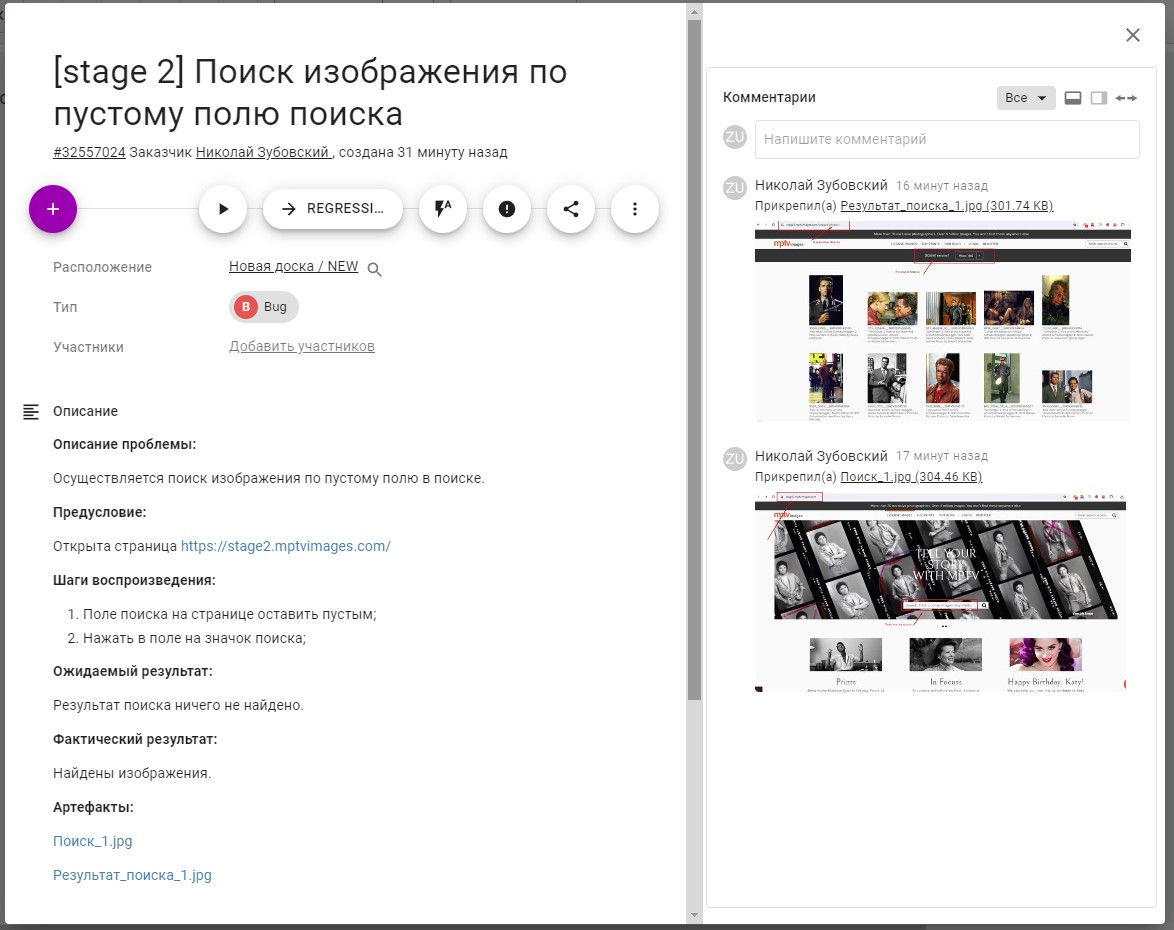 [stage 2] Поиск изображения по
пустому полю поиска
#32557024 Заказчик Николай Зубовский , создана 31 минуту назад
+
REGRESSI...
Расположение
Новая доска / NEW
Тип
B Bug
Участники
Добавить участников
Описание
Описание проблемы:
Осуществляется поиск изображения по пустому полю в поиске.
Предусловие:
Открыта страница https://stage2.mptvimages.com/
Шаги воспроизведения:
1. Поле поиска на странице оставить пустым;
2. Нажать в поле на значок поиска;
Ожидаемый результат:
Результат поиска ничего не найдено.
Фактический результат:
Найдены изображения.
Артефакты:
Поиск_1.jpg
Результат_поиска_1.jpg
Комментарии
Все
ZU
Напишите комментарий
ZU
Николай Зубовский 16 минут назад
Прикрепил(а) Результат_поиска_1.jpg (301.74 KB)
mptvimages
ZU
Николай Зубовский 17 минут назад
Прикрепил(а) Поиск_1.jpg (304.46 KB)
mptvimages
TELL YOUR
STORY
WITH MPTV
Prints
In Focuss
Happy Birthday, Katy!